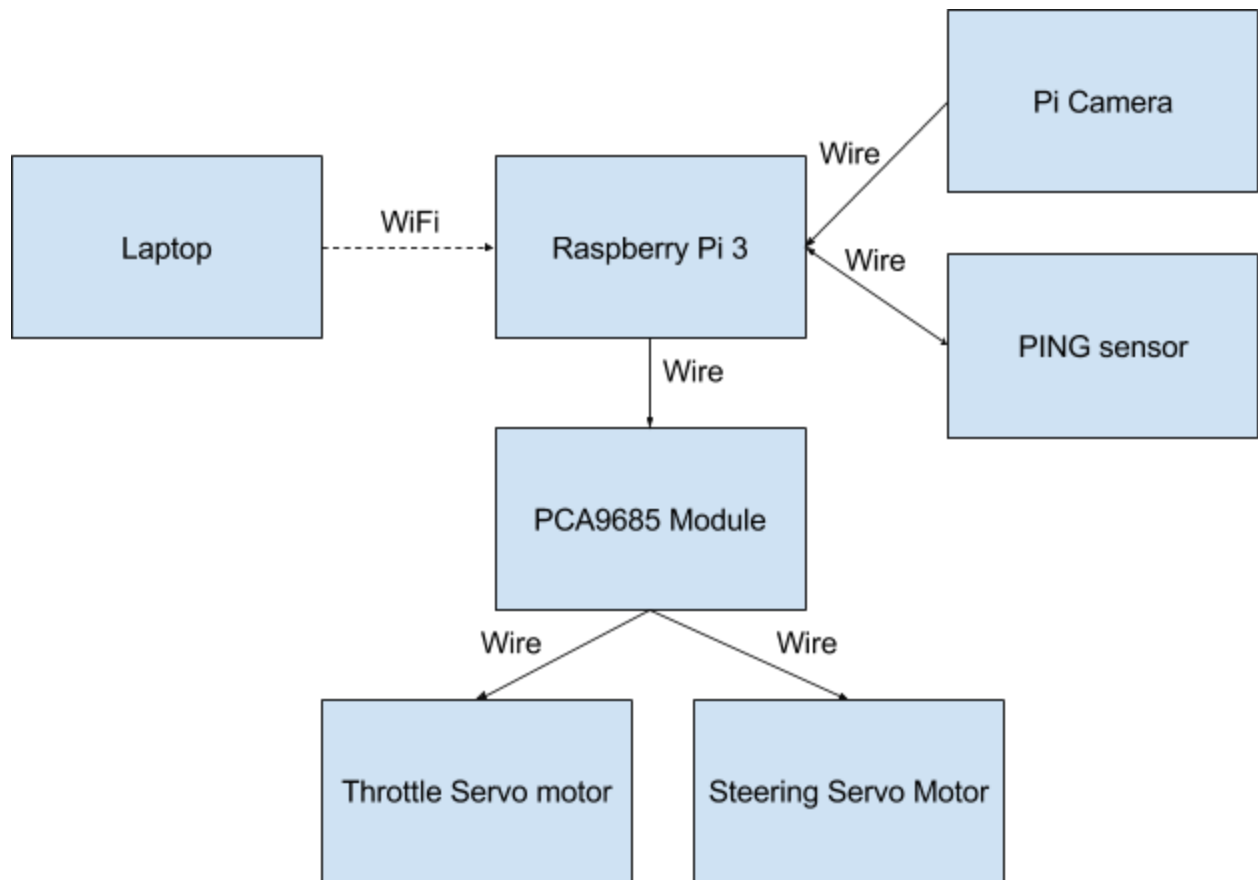 Pi Camera
Wire
Laptop
WiFi
Raspberry Pi 3
Wire
PING sensor
Wire
PCA9685 Module
Wire
Wire
Throttle Servo motor
Steering Servo Motor